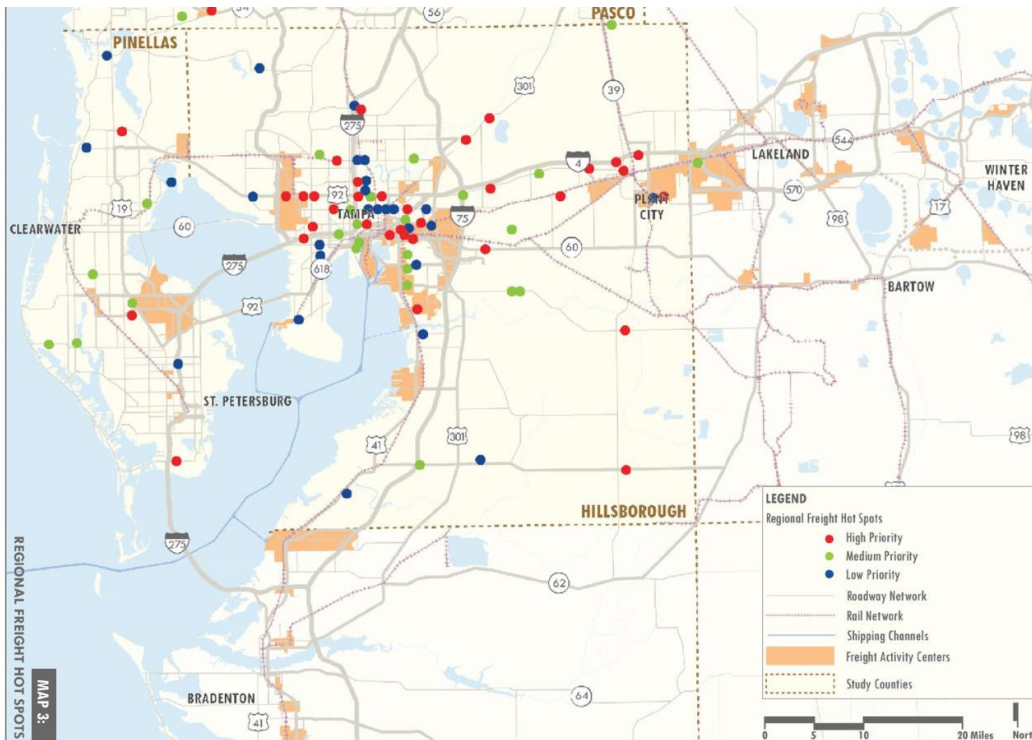 54
56
PASCO
PINELLAS
301
39
275
544
LAKELAND
4
WINTER
HAVEN
570
92
PLANT
CITY
19
TAMPA
75
17
98
CLEARWATER
60
60
275
618
BARTOW
92
ST. PETERSBURG
41
301
98
LEGEND
HILLSBOROUGH
Regional Freight Hot Spots
High Priority
Medium Priority
Low Priority
275
62
Roadway Network
Rail Network
Shipping Channels
Freight Activity Centers
Study Counties
64
BRADENTON
41
0 5 10 20 Miles
MAP 3:
REGIONAL FREIGHT HOT SPOTS